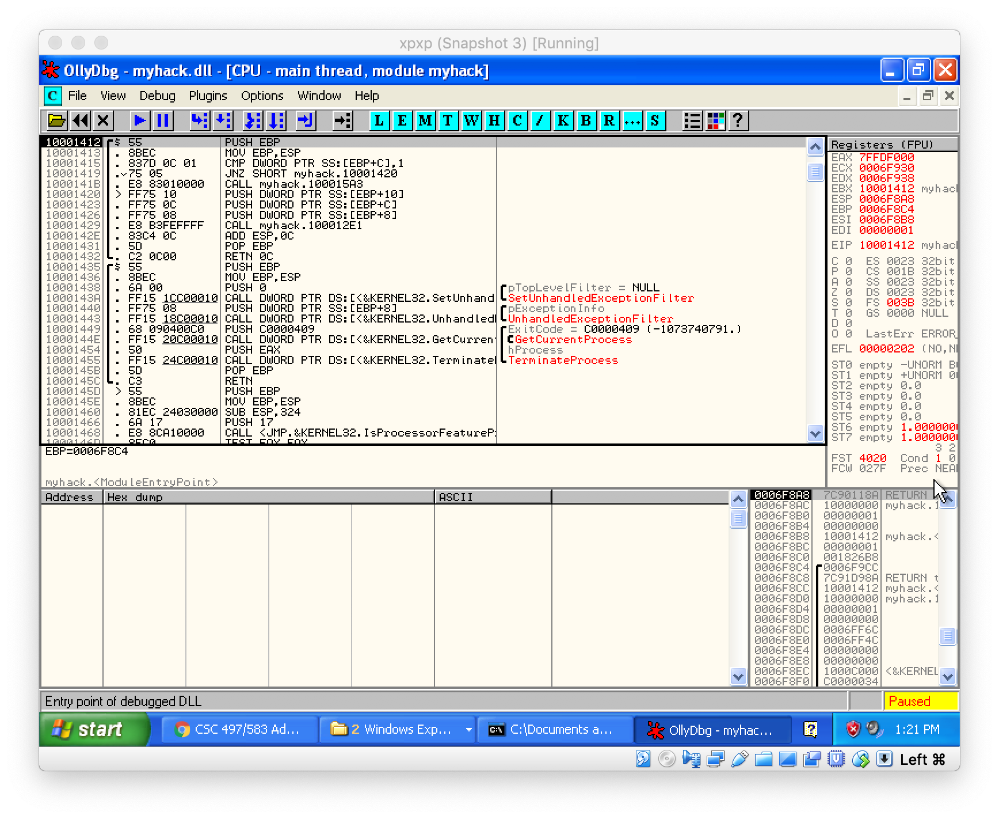 xpxp (Snapshot 3) [Running]
OllyDbg - myhack.dll - [CPU - main thread, module myhack]
C File View Debug Plugins Options Window Help
L E M T W H C / K B R ... S ?
10001412 $ 55 PUSH EBP
10001413 . 8BEC MOV EBP,ESP
10001415 . 837D 0C 01 CMP DWORD PTR SS:[EBP+C],1
10001419 .v75 05 JNZ SHORT myhack.10001420
1000141B . E8 83010000 CALL myhack.100015A3
10001420 > FF75 10 PUSH DWORD PTR SS:[EBP+10]
10001423 . FF75 0C PUSH DWORD PTR SS:[EBP+C]
10001426 . FF75 08 PUSH DWORD PTR SS:[EBP+8]
10001429 . E8 B3FEFFFF CALL myhack.100012E1
1000142E . 83C4 0C ADD ESP,0C
10001431 . 5D POP EBP
10001432 . C2 0C00 RETN 0C
10001435 $ 55 PUSH EBP
10001436 . 8BEC MOV EBP,ESP
10001438 . 6A 00 PUSH 0 pTopLevelFilter = NULL
1000143A . FF15 1CC00010 CALL DWORD PTR DS:[<&KERNEL32.SetUnhand SetUnhandledExceptionFilter
10001440 . FF75 08 PUSH DWORD PTR SS:[EBP+8] pExceptionInfo
10001443 . FF15 18C00010 CALL DWORD PTR DS:[<&KERNEL32.Unhandled UnhandledExceptionFilter
10001449 . 68 090400C0 PUSH C0000409 ExitCode = C0000409 (-1073740791.)
1000144E . FF15 20C00010 CALL DWORD PTR DS:[<&KERNEL32.GetCurren GetCurrentProcess
10001454 . 50 PUSH EAX hProcess
10001455 . FF15 24C00010 CALL DWORD PTR DS:[<&KERNEL32.Terminate TerminateProcess
1000145B . 5D POP EBP
1000145C . C3 RETN
1000145D > 55 PUSH EBP
1000145E . 8BEC MOV EBP,ESP
10001460 . 81EC 24030000 SUB ESP,324
10001466 . 6A 17 PUSH 17
10001468 . E8 8CA10000 CALL <JMP.&KERNEL32.IsProcessorFeatureP
1000146D . 85C0 TEST EAX,EAX
EBP=0006F8C4
myhack.<ModuleEntryPoint>
Registers (FPU)
EAX 7FFDF000
ECX 0006F930
EDX 0006F938
EBX 10001412 myhac
ESP 0006F8A8
EBP 0006F8C4
ESI 0006F8B8
EDI 00000001
EIP 10001412 myhac
C 0 ES 0023 32bit
P 0 CS 001B 32bit
A 0 SS 0023 32bit
Z 0 DS 0023 32bit
S 0 FS 003B 32bit
T 0 GS 0000 NULL
D 0
O 0 LastErr ERROR_
EFL 00000202 (NO,N
ST0 empty -UNORM B
ST1 empty +UNORM 0
ST2 empty 0.0
ST3 empty 0.0
ST4 empty 0.0
ST5 empty 0.0
ST6 empty 1.0000000
ST7 empty 1.0000000
3 2
FST 4020 Cond 1 0
FCW 027F Prec NEA
Address Hex dump ASCII
0006F8A8 7C90118A RETURN
0006F8AC 10000000 myhack.1
0006F8B0 00000001
0006F8B4 00000000
0006F8B8 10001412 myhack.<
0006F8BC 00000001
0006F8C0 001826B8
0006F8C4 0006F9CC
0006F8C8 7C91D98A RETURN t
0006F8CC 10001412 myhack.<
0006F8D0 10000000 myhack.1
0006F8D4 00000001
0006F8D8 00000000
0006F8DC 0006FF6C
0006F8E0 0006FF4C
0006F8E4 00000000
0006F8E8 00000000
0006F8EC 1000C000 <&KERNEL
0006F8F0 C0000034
Entry point of debugged DLL Paused
start CSC 497/583 Ad... 2 Windows Exp... C:\Documents a... OllyDbg - myhac... 1:21 PM
Left ⌘